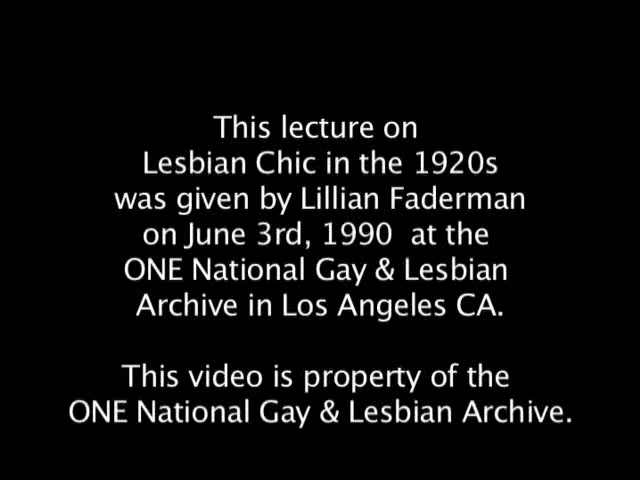 This lecture on
Lesbian Chic in the 1920s
was given by Lillian Faderman
on June 3rd, 1990 at the
ONE National Gay & Lesbian
Archive in Los Angeles CA.
This video is property of the
ONE National Gay & Lesbian Archive.